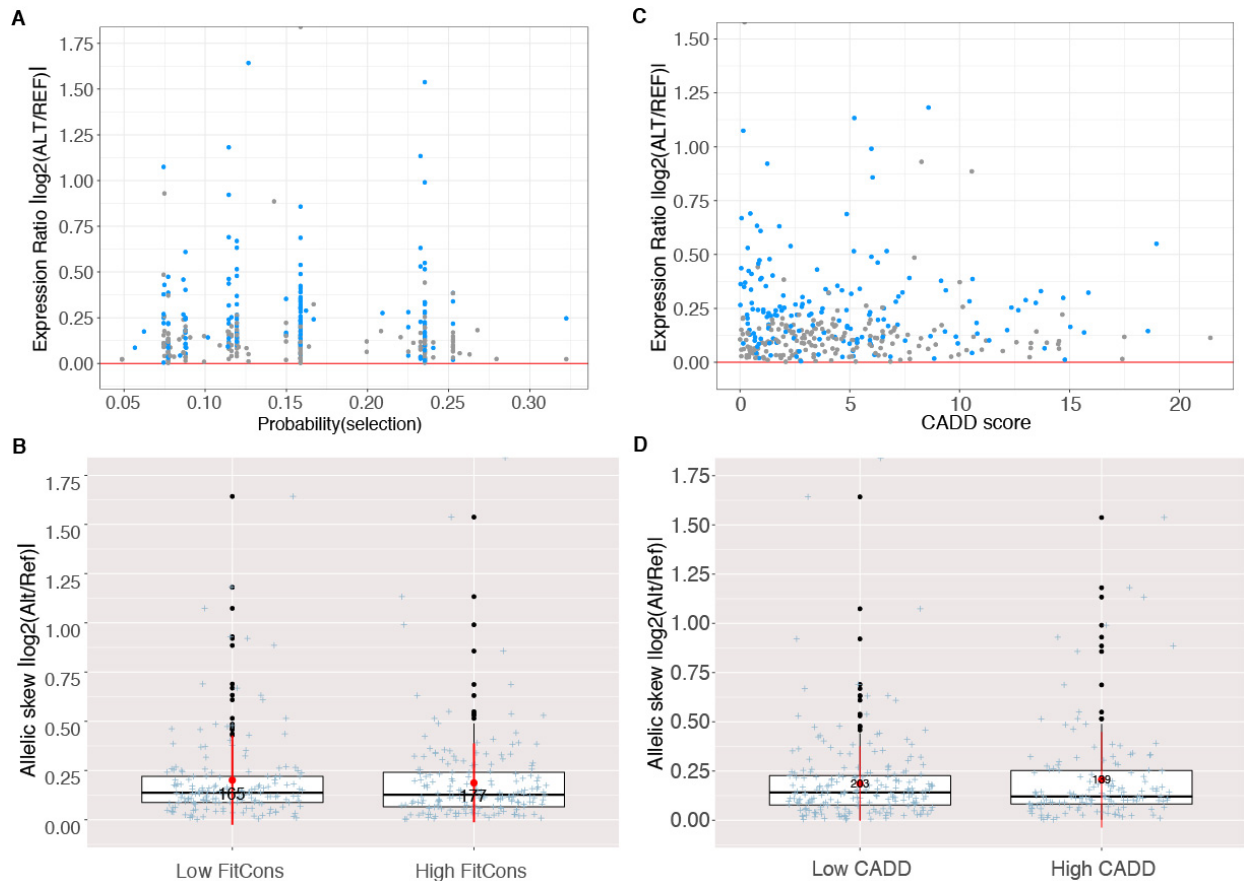 A
Expression Ratio |log2(ALT/REF)|
1.75
1.50
1.25
1.00
0.75
0.50
0.25
0.00
0.05 0.10 0.15 0.20 0.25 0.30
Probability(selection)
C
Expression Ratio |log2(ALT/REF)|
1.50
1.25
1.00
0.75
0.50
0.25
0.00
0 5 10 15 20
CADD score
B
Allelic skew |log2(Alt/Ref)|
1.75
1.50
1.25
1.00
0.75
0.50
0.25
0.00
165 177
Low FitCons High FitCons
D
Allelic skew |log2(Alt/Ref)|
1.75
1.50
1.25
1.00
0.75
0.50
0.25
0.00
203 139
Low CADD High CADD